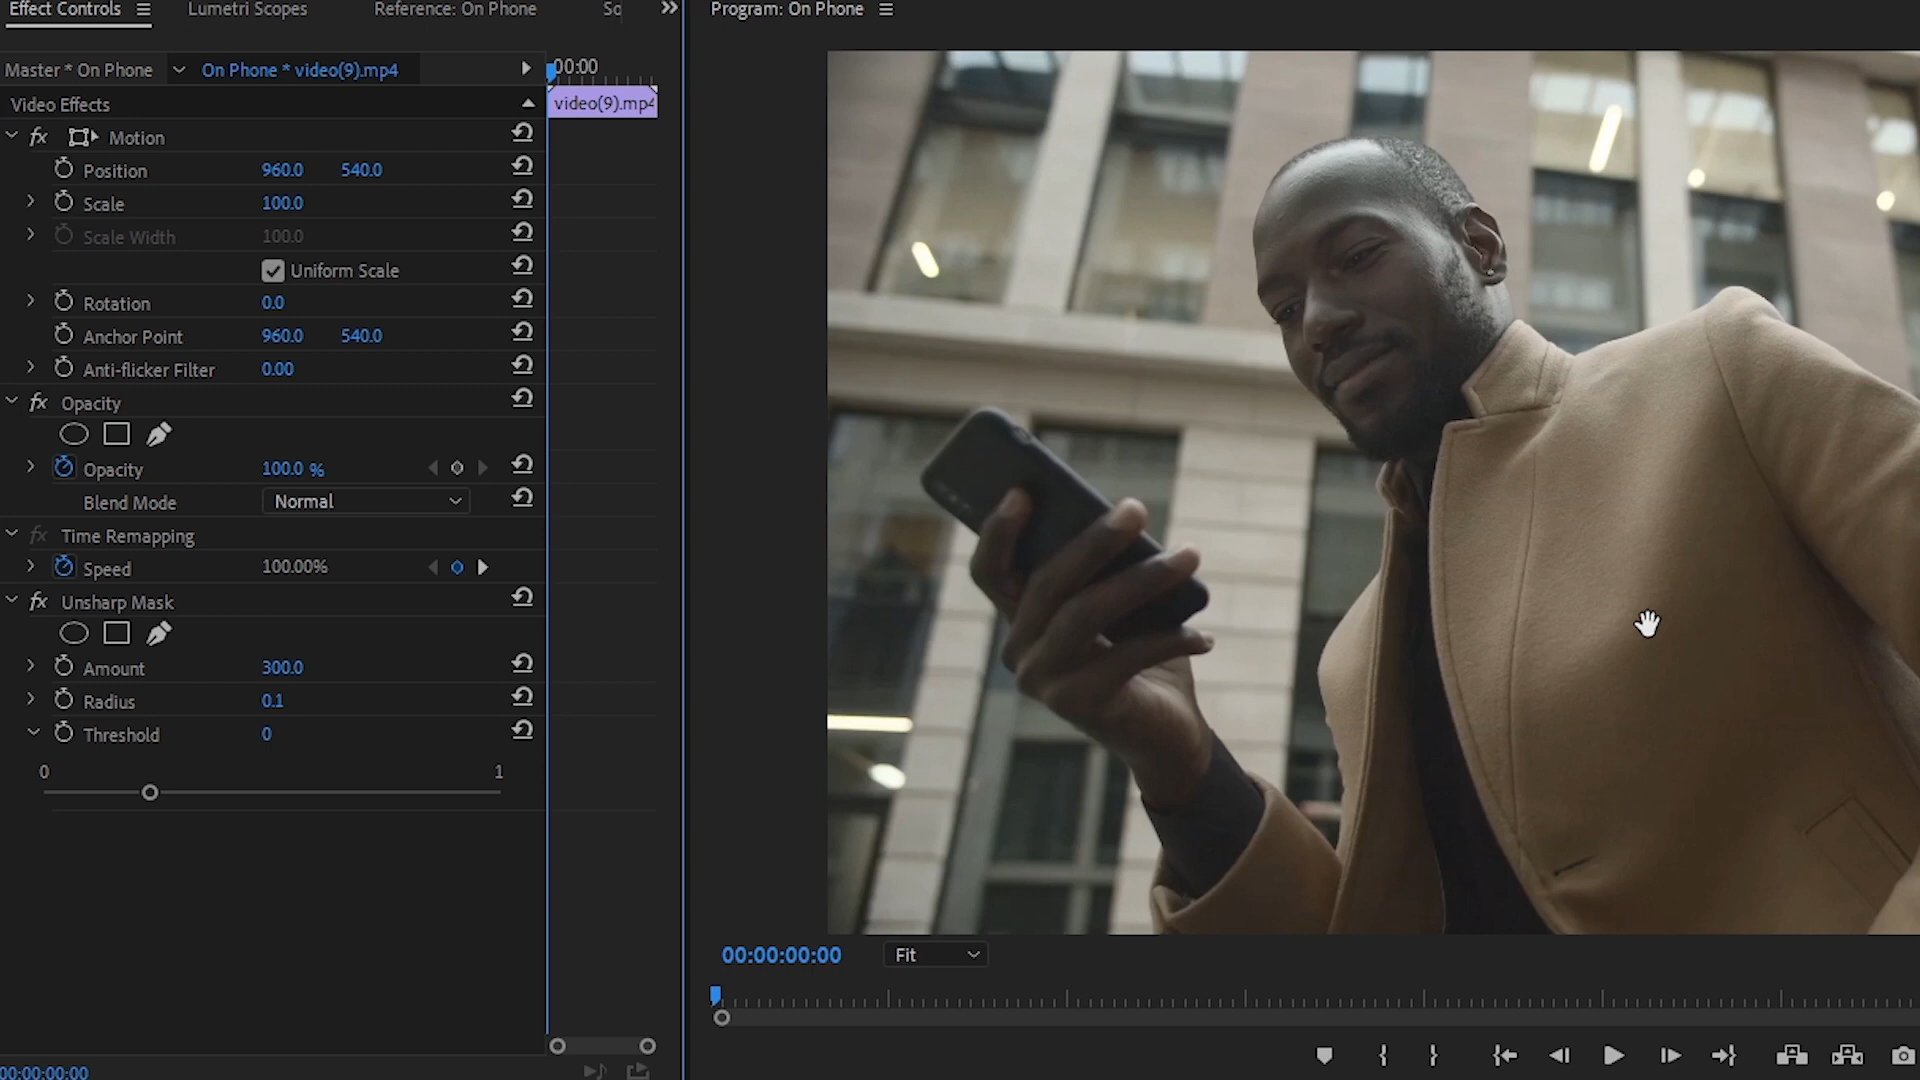 Effect Controls
Lumetri Scopes
Reference: On Phone
Program: On Phone
Master * On Phone
On Phone * video(9).mp4
00:00
Video Effects
video(9).mp4
fx Motion
Position 960.0 540.0
Scale 100.0
Scale Width 100.0
Uniform Scale
Rotation 0.0
Anchor Point 960.0 540.0
Anti-flicker Filter 0.00
fx Opacity
Opacity 100.0 %
Blend Mode Normal
fx Time Remapping
Speed 100.00%
fx Unsharp Mask
Amount 300.0
Radius 0.1
Threshold 0
0 1
00:00:00:00
Fit
00:00:00:00